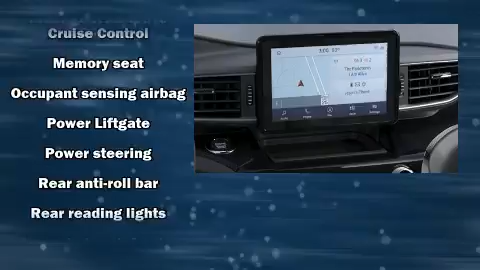 Cruise Control
Memory seat
Occupant sensing airbag
Power Liftgate
Power steering
Rear anti-roll bar
Rear reading lights